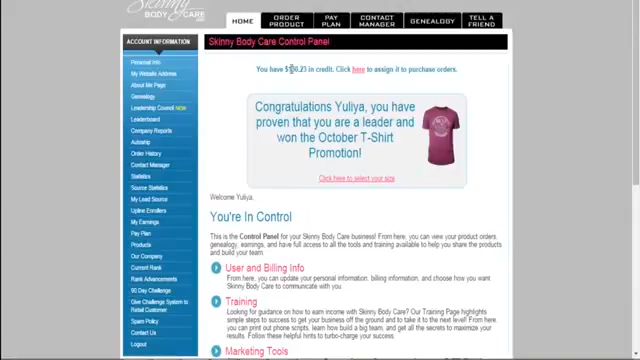 Skinny
BODY CARE
HOME
ORDER PRODUCT
PAY PLAN
CONTACT MANAGER
GENEALOGY
TELL A FRIEND
ACCOUNT INFORMATION
Personal Info
My Website Address
About Me Page
Genealogy
Leadership Council NOW
Leaderboard
Company Reports
Autoship
Order History
Contact Manager
Statistics
Source Statistics
My Lead Source
Upline Enrollers
My Earnings
Pay Plan
Products
Our Company
Current Rank
Rank Advancements
90 Day Challenge
Give Challenge System to
Retail Customer
Spam Policy
Contact Us
Logout
Skinny Body Care Control Panel
You have in credit. Click here to assign it to purchase orders.
Congratulations Yuliya, you have
proven that you are a leader and
won the October T-Shirt
Promotion!
Click here to select your size
Welcome Yuliya,
You're In Control
This is the Control Panel for your Skinny Body Care business! From here, you can view your product orders,
genealogy, earnings, and have full access to all the tools and training available to help you share the products
and build your team.
User and Billing Info
From here, you can update your personal information, billing information, and choose how you want
Skinny Body Care to communicate with you
Training
Looking for guidance on how to earn income with Skinny Body Care? Our Training Page highlights
simple steps to success to get your business off the ground and to take it to the next level! From here
you can print out phone scripts, learn how build a big team, and get all the secrets to maximize your
results. Follow these helpful hints to turbo-charge your success.
Marketing Tools